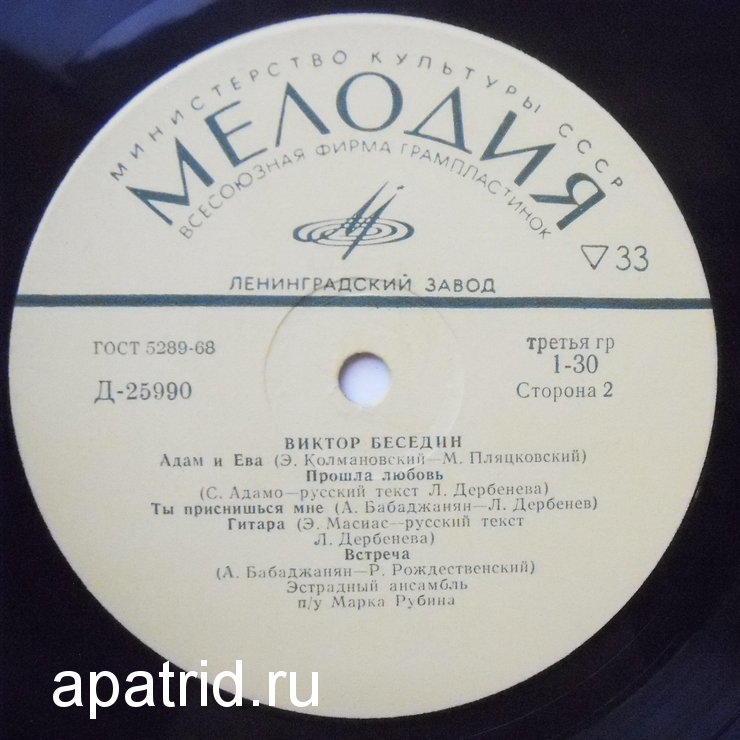 МИНИСТЕРСТВО КУЛЬТУРЫ СССР
МЕЛОДИЯ
ВСЕСОЮЗНАЯ ФИРМА ГРАМПЛАСТИНОК
▽33
ЛЕНИНГРАДСКИЙ ЗАВОД
ГОСТ 5289-68
третья гр
1-30
Д-25990
Сторона 2
ВИКТОР БЕСЕДИН
Адам и Ева (Э. Колмановский—М. Пляцковский)
Прошла любовь
(С. Адамо—русский текст Л. Дербенева)
Ты приснишься мне (А. Бабаджанян—Л. Дербенев)
Гитара (Э. Масиас—русский текст
Л. Дербенева)
Встреча
(А. Бабаджанян—Р. Рождественский)
Эстрадный ансамбль
п/у Марка Рубина
apatrid.ru